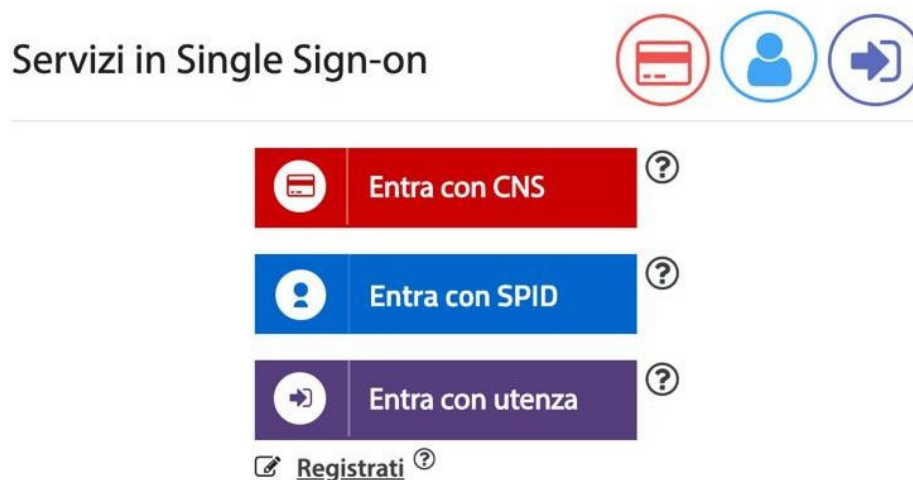 Servizi in Single Sign-on
Entra con CNS
?
Entra con SPID
?
Entra con utenza
?
Registrati ?